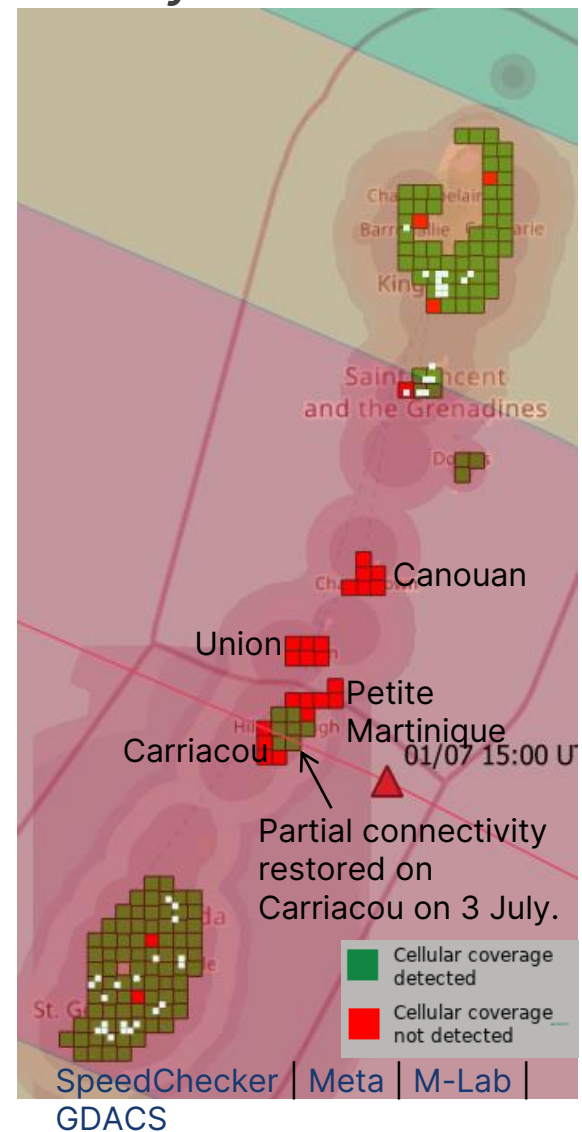 Saint Vincent
and the Grenadines
Canouan
Union
Petite
Martinique
Carriacou
01/07 15:00 UT
Partial connectivity
restored on
Carriacou on 3 July.
Cellular coverage
detected
Cellular coverage
not detected
SpeedChecker | Meta | M-Lab |
GDACS